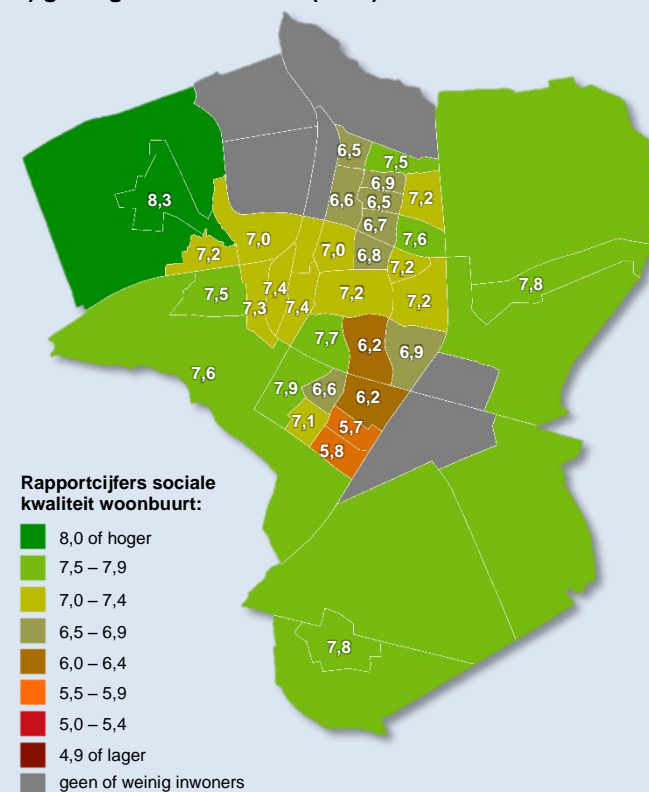 6,5
7,5
6,9
7,2
8,3
6,6
6,5
6,7
7,6
7,0
7,0
6,8
7,2
7,2
7,5
7,4
7,2
7,8
7,3
7,4
7,2
7,7
6,2
6,9
7,6
7,9
6,6
6,2
7,1
5,7
5,8
Rapportcijfers sociale
kwaliteit woonbuurt:
8,0 of hoger
7,5 – 7,9
7,0 – 7,4
6,5 – 6,9
6,0 – 6,4
5,5 – 5,9
5,0 – 5,4
4,9 of lager
geen of weinig inwoners
7,8